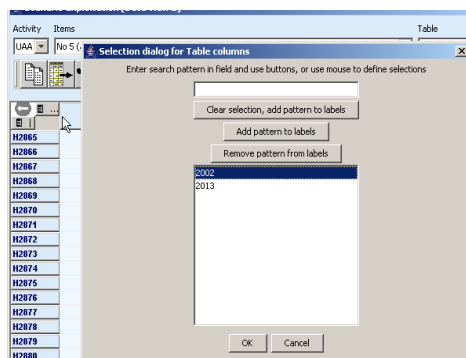 Activity Items Table
UAA No 5 (
Selection dialog for Table columns
Enter search pattern in field and use buttons, or use mouse to define selections
Clear selection, add pattern to labels
Add pattern to labels
Remove pattern from labels
2002
2013
H2865
H2866
H2867
H2868
H2869
H2870
H2871
H2872
H2873
H2874
H2875
H2876
H2877
H2878
H2879
H2880
OK Cancel